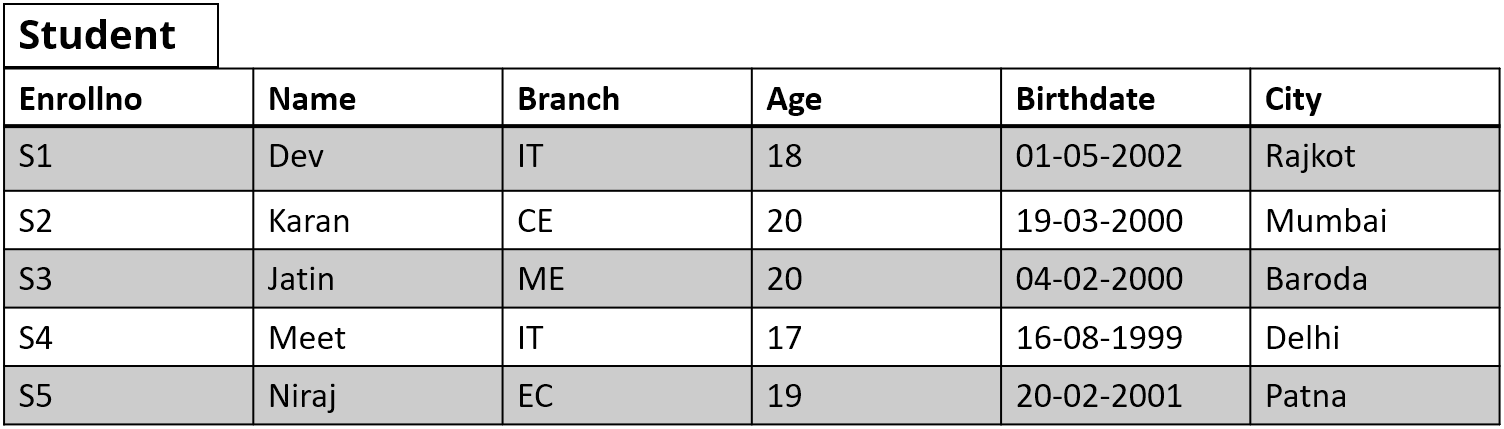 Student
Enrollno Name Branch Age Birthdate City
S1 Dev IT 18 01-05-2002 Rajkot
S2 Karan CE 20 19-03-2000 Mumbai
S3 Jatin ME 20 04-02-2000 Baroda
S4 Meet IT 17 16-08-1999 Delhi
S5 Niraj EC 19 20-02-2001 Patna